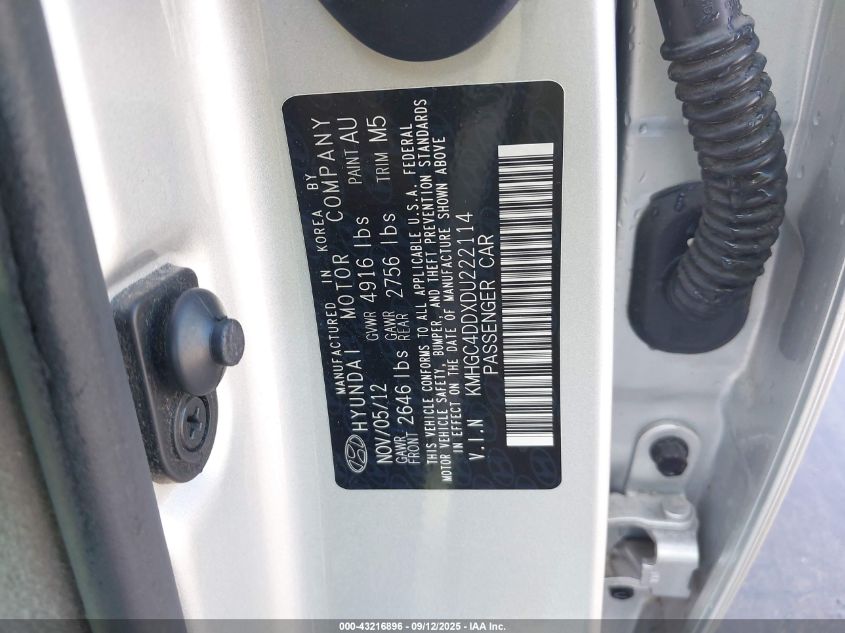 MANUFACTURED IN KOREA BY
HYUNDAI MOTOR COMPANY
NOV/05/12 GVWR 4916 lbs PAINT AU
GAWR FRONT 2646 lbs GAWR REAR 2756 lbs TRIM M5
THIS VEHICLE CONFORMS TO ALL APPLICABLE U.S.A. FEDERAL
MOTOR VEHICLE SAFETY, BUMPER, AND THEFT PREVENTION STANDARDS
IN EFFECT ON THE DATE OF MANUFACTURE SHOWN ABOVE
V.I.N KMHGC4DDXDU222114
PASSENGER CAR
000-43216896 - 09/12/2025 - IAA Inc.